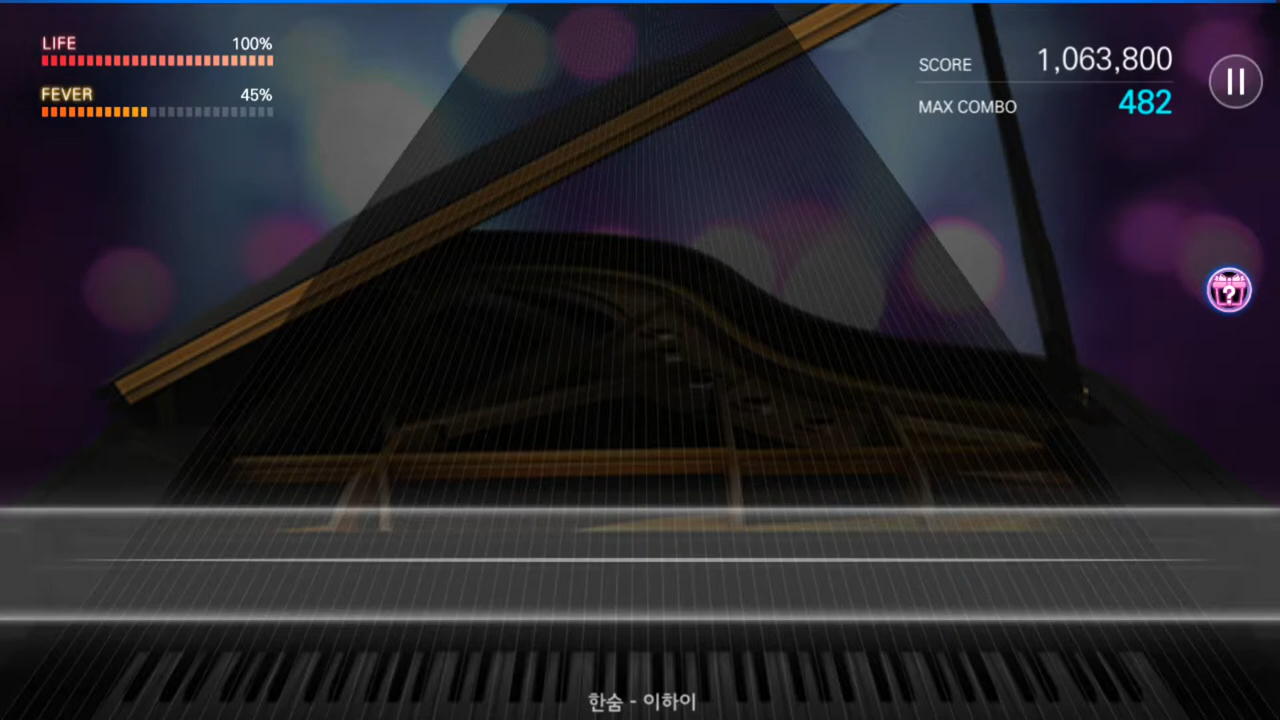 LIFE 100%
FEVER 45%
SCORE 1,063,800
MAX COMBO 482
?
한숨 - 이하이